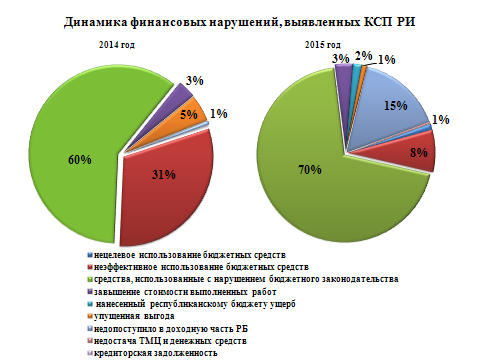 Динамика финансовых нарушений, выявленных КСП РИ
2014 год
2015 год
3%
5%
1%
31%
60%
3%
2%
1%
15%
1%
8%
70%
нецелевое использование бюджетных средств
неэффективное использование бюджетных средств
средства, использованные с нарушением бюджетного законодательства
завышение стоимости выполненных работ
нанесенный республиканскому бюджету ущерб
упущенная выгода
недопоступило в доходную часть РБ
недостача ТМЦ и денежных средств
кредиторская задолженность